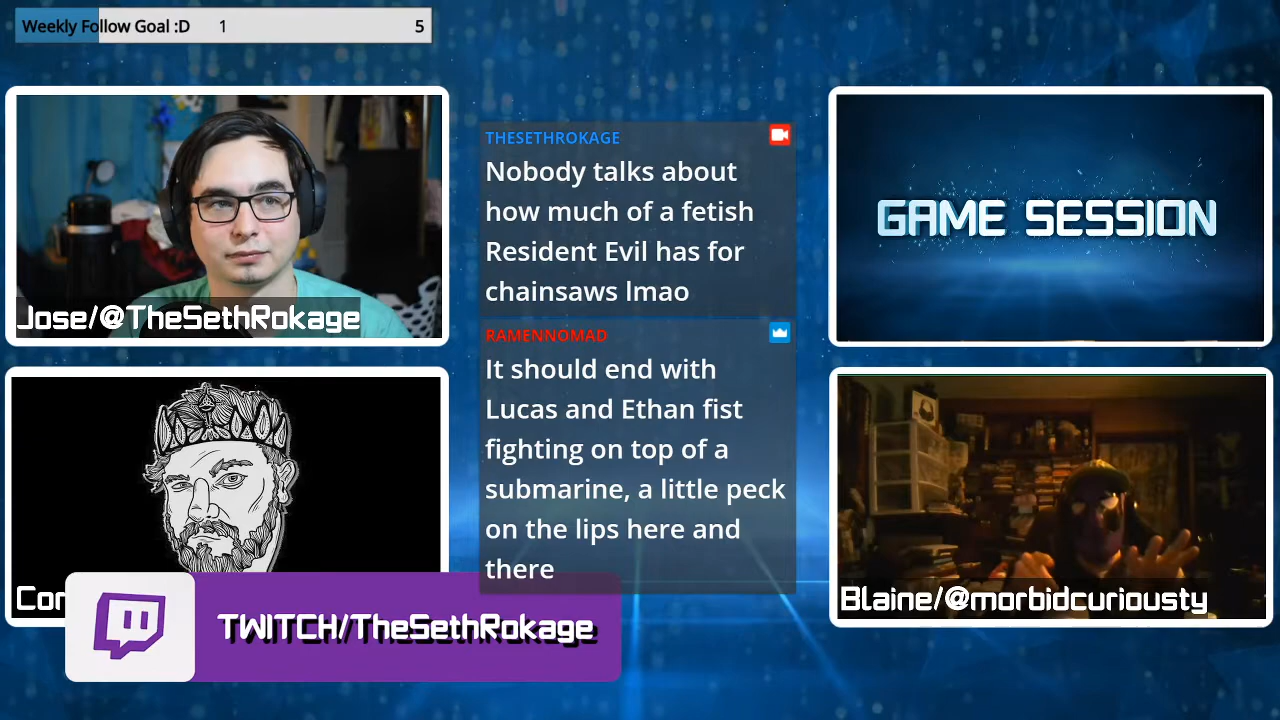 Weekly Follow Goal :D 1 5
THESETHROKAGE
Nobody talks about
how much of a fetish
Resident Evil has for
chainsaws lmao
RAMENNOMAD
It should end with
Lucas and Ethan fist
fighting on top of a
submarine, a little peck
on the lips here and
there
Jose/@TheSethRokage
GAME SESSION
Blaine/@morbidcuriousty
TWITCH/TheSethRokage